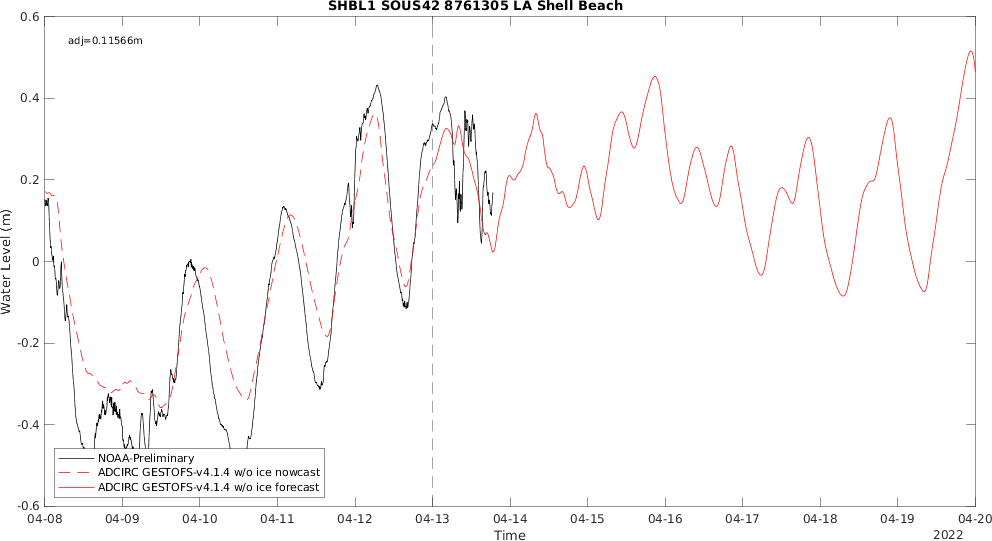 SHBL1 SOUS42 8761305 LA Shell Beach
adj=0.11566m
0.6
0.4
0.2
0
-0.2
-0.4
-0.6
Water Level (m)
NOAA-Preliminary
ADCIRC GESTOFS-v4.1.4 w/o ice nowcast
ADCIRC GESTOFS-v4.1.4 w/o ice forecast
04-08 04-09 04-10 04-11 04-12 04-13 04-14 04-15 04-16 04-17 04-18 04-19 04-20
Time
2022